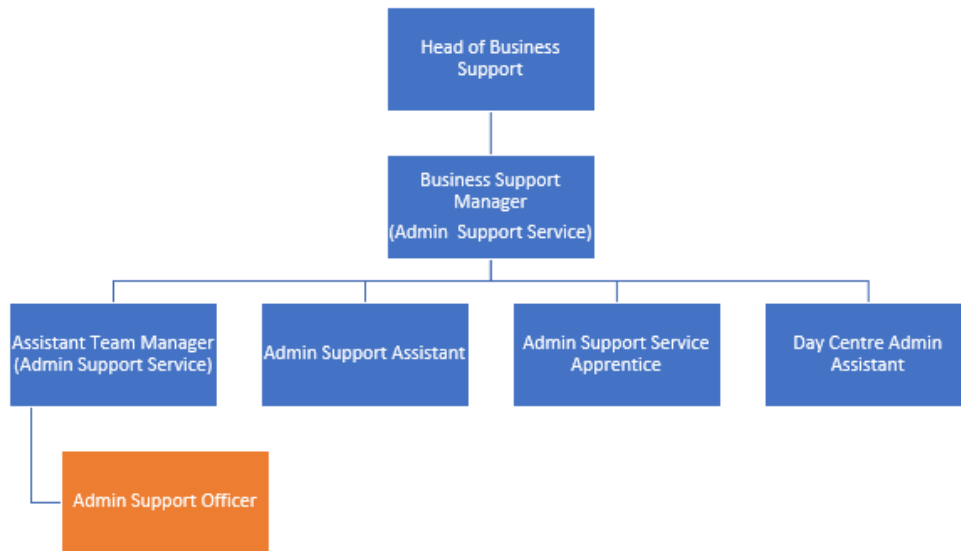 Head of Business
Support
Business Support
Manager
(Admin Support Service)
Assistant Team Manager
(Admin Support Service)
Admin Support Assistant
Admin Support Service
Apprentice
Day Centre Admin
Assistant
Admin Support Officer